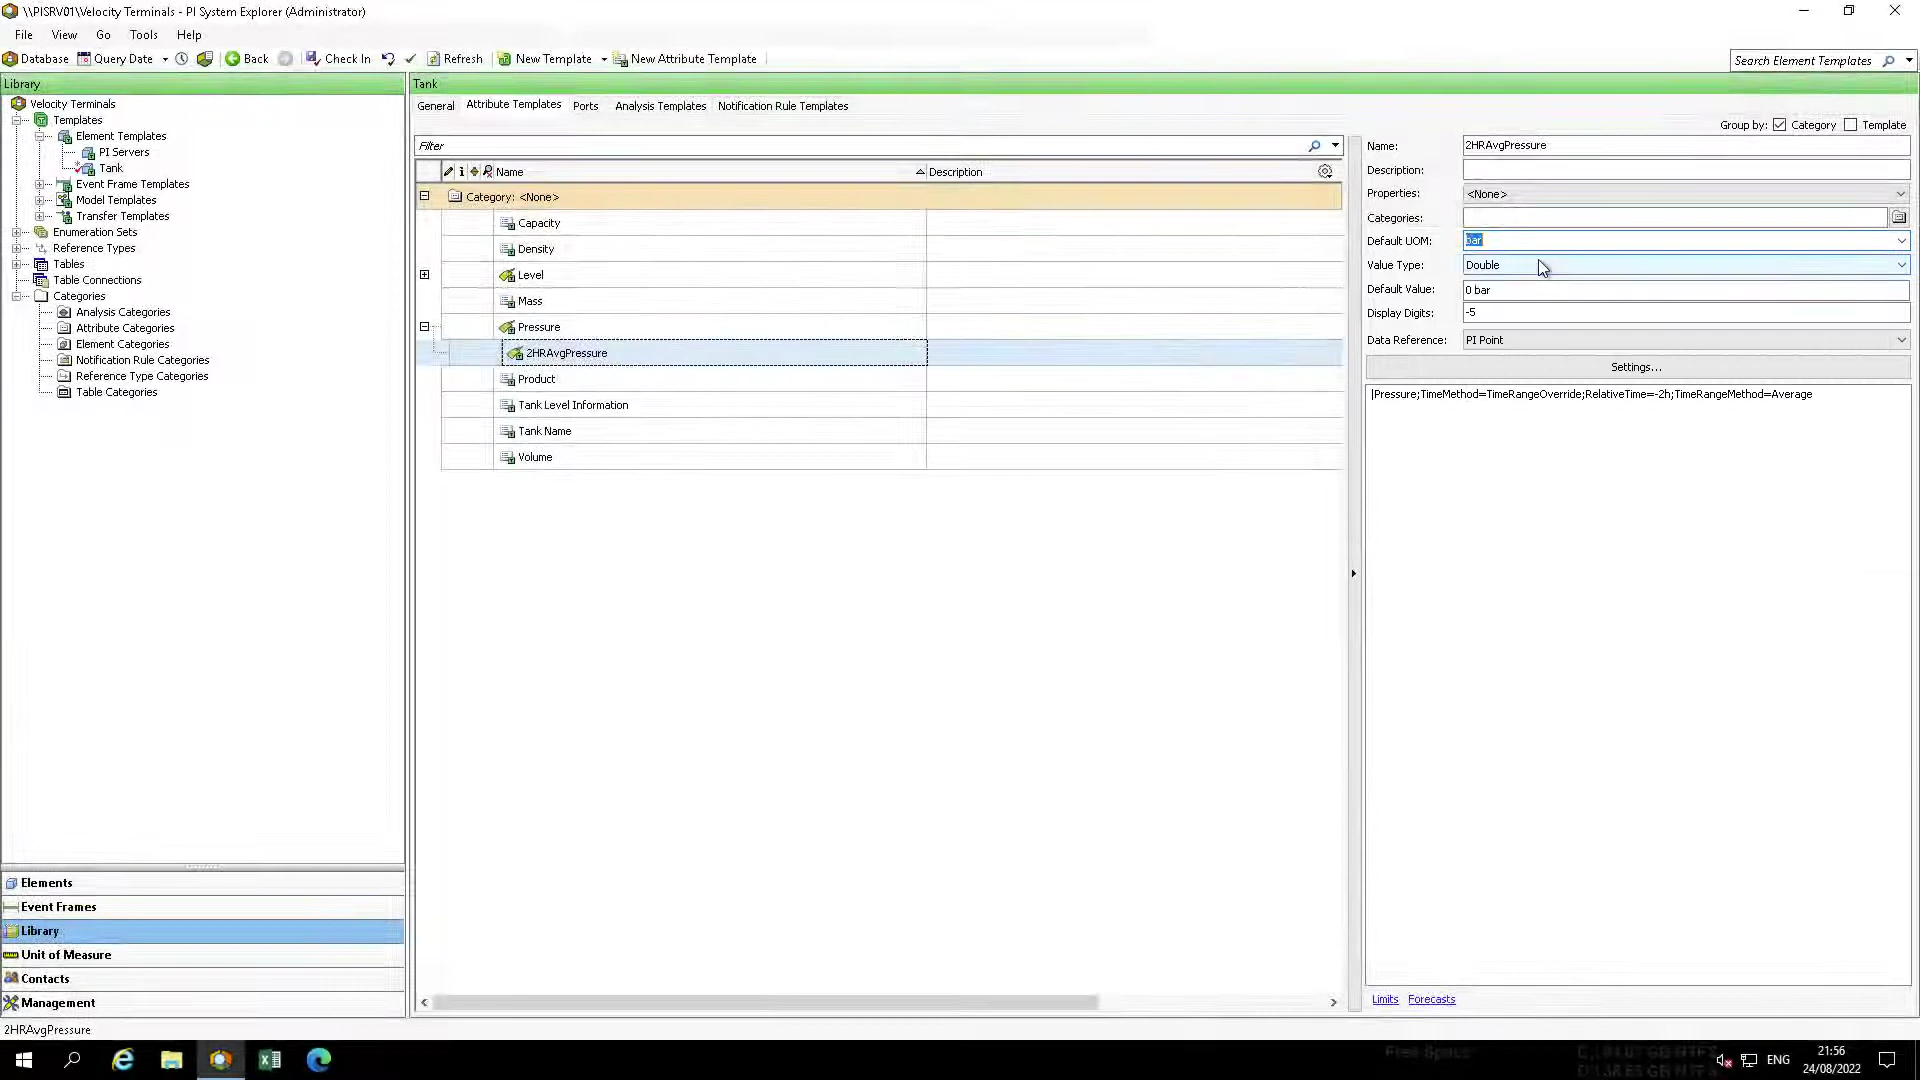 \\PISRV01\Velocity Terminals - PI System Explorer (Administrator)
File View Go Tools Help
Database Query Date Back Check In Refresh New Template New Attribute Template Search Element Templates
Library
Velocity Terminals
Templates
Element Templates
PI Servers
Tank
Event Frame Templates
Model Templates
Transfer Templates
Enumeration Sets
Reference Types
Tables
Table Connections
Categories
Analysis Categories
Attribute Categories
Element Categories
Notification Rule Categories
Reference Type Categories
Table Categories
Elements
Event Frames
Library
Unit of Measure
Contacts
Management
Tank
General Attribute Templates Ports Analysis Templates Notification Rule Templates
Group by: Category Template
Filter
Name Description
Category: <None>
Capacity
Density
Level
Mass
Pressure
2HRAvgPressure
Product
Tank Level Information
Tank Name
Volume
Name: 2HRAvgPressure
Description:
Properties: <None>
Categories:
Default UOM: bar
Value Type: Double
Default Value: 0 bar
Display Digits: -5
Data Reference: PI Point
Settings...
|Pressure;TimeMethod=TimeRangeOverride;RelativeTime=-2h;TimeRangeMethod=Average
Limits Forecasts
2HRAvgPressure
ENG
21:56
24/08/2022